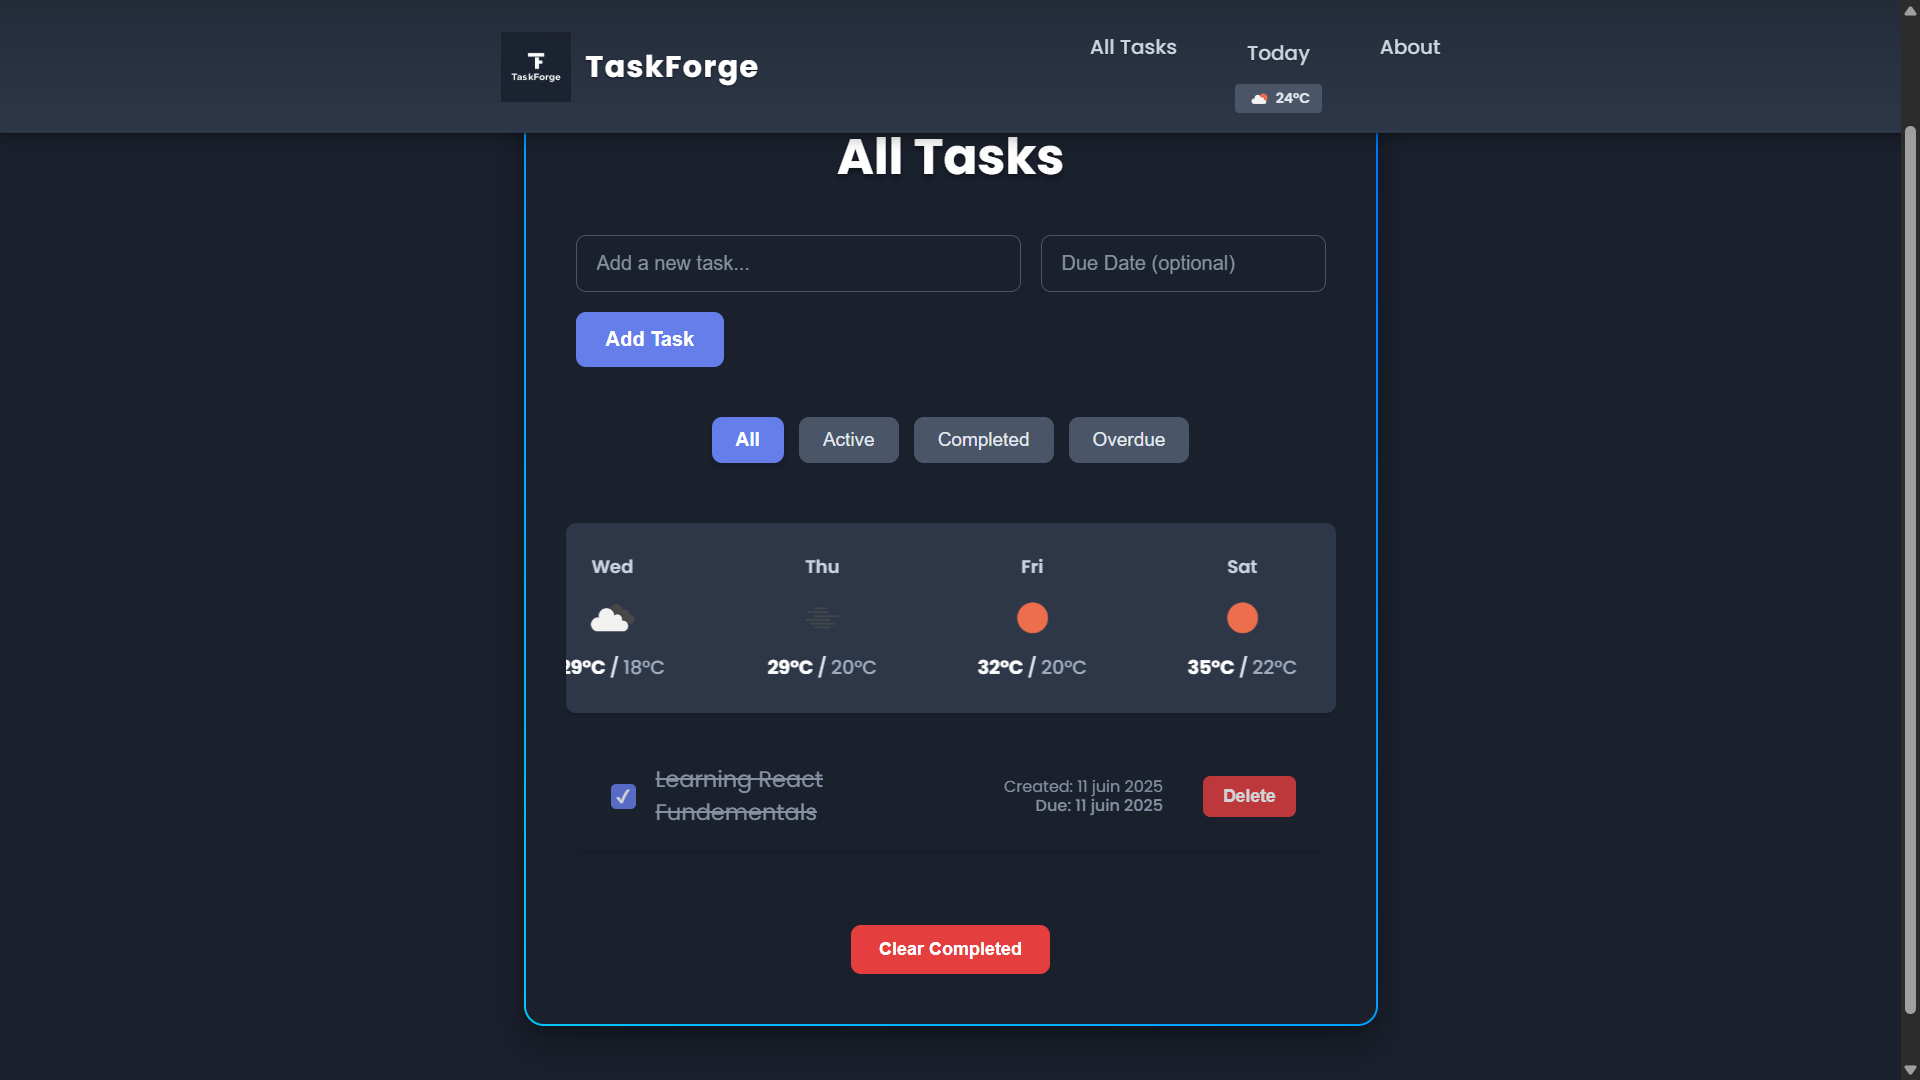 TaskForge
TaskForge
All Tasks
Today
About
24°C
All Tasks
Add a new task...
Due Date (optional)
Add Task
All
Active
Completed
Overdue
Wed
Thu
Fri
Sat
29°C / 18°C
29°C / 20°C
32°C / 20°C
35°C / 22°C
Learning React
Fundementals
Created: 11 juin 2025
Due: 11 juin 2025
Delete
Clear Completed